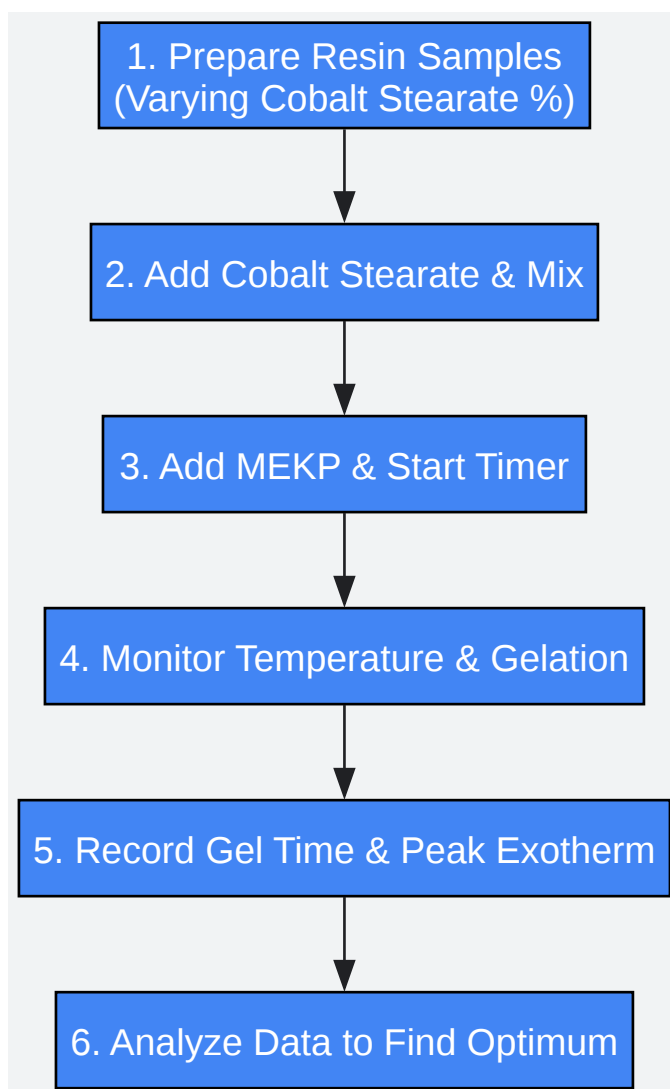 1. Prepare Resin Samples
(Varying Cobalt Stearate %)
2. Add Cobalt Stearate & Mix
3. Add MEKP & Start Timer
4. Monitor Temperature & Gelation
5. Record Gel Time & Peak Exotherm
6. Analyze Data to Find Optimum